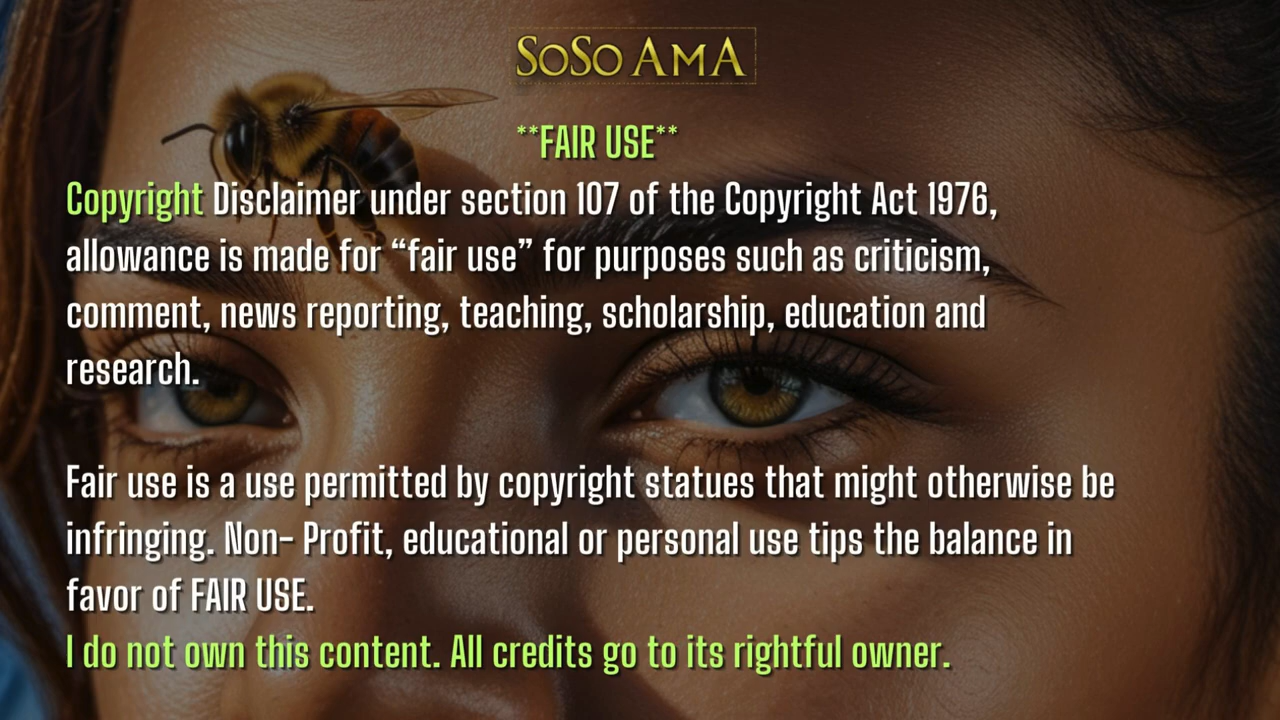 SoSo AmA
**FAIR USE**
Copyright Disclaimer under section 107 of the Copyright Act 1976,
allowance is made for “fair use” for purposes such as criticism,
comment, news reporting, teaching, scholarship, education and
research.
Fair use is a use permitted by copyright statues that might otherwise be
infringing. Non- Profit, educational or personal use tips the balance in
favor of FAIR USE.
I do not own this content. All credits go to its rightful owner.